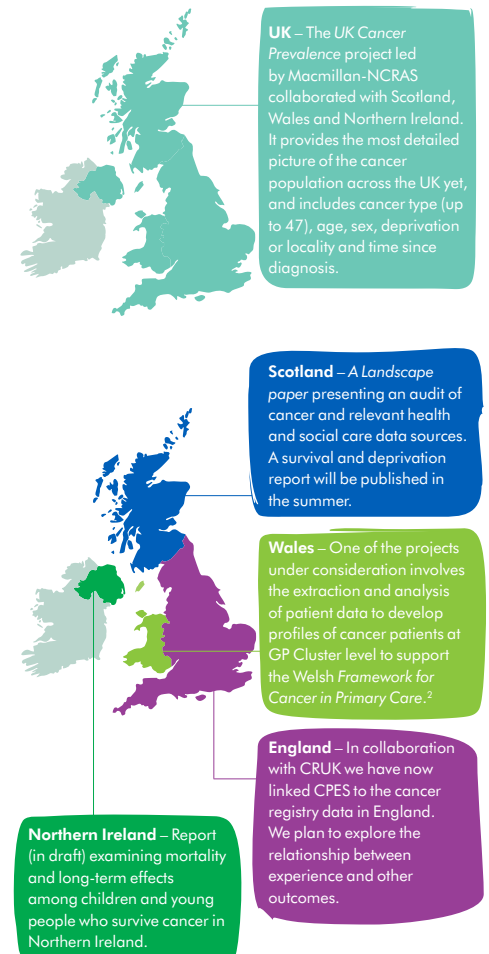 UK – The UK Cancer
Prevalence project led
by Macmillan-NCRAS
collaborated with Scotland,
Wales and Northern Ireland.
It provides the most detailed
picture of the cancer
population across the UK yet,
and includes cancer type (up
to 47), age, sex, deprivation
or locality and time since
diagnosis.
Scotland – A Landscape
paper presenting an audit of
cancer and relevant health
and social care data sources.
A survival and deprivation
report will be published in
the summer.
Wales – One of the projects
under consideration involves
the extraction and analysis
of patient data to develop
profiles of cancer patients at
GP Cluster level to support
the Welsh Framework for
Cancer in Primary Care.²
England – In collaboration
with CRUK we have now
linked CPES to the cancer
registry data in England.
We plan to explore the
relationship between
experience and other
outcomes.
Northern Ireland – Report
(in draft) examining mortality
and long-term effects
among children and young
people who survive cancer in
Northern Ireland.